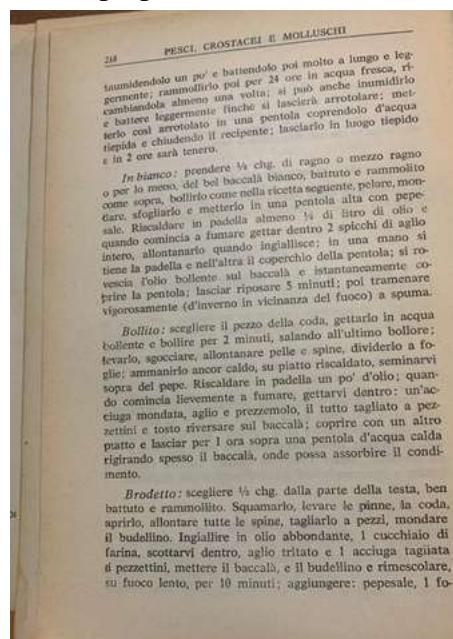 248 PESCI, CROSTACEI E MOLLUSCHI
inumidendolo un po' e battendolo poi molto a lungo e leg-
germente; rammollirlo poi per 24 ore in acqua fresca, ri-
cambiandola almeno una volta; si può anche inumidirlo
e battere leggermente finchè si lascierà arrotolare; met-
terlo così arrotolato in una pentola coprendolo d'acqua
tiepida e chiudendo il recipente; lasciarlo in luogo tiepido
e in 2 ore sarà tenero.
In bianco: prendere ½ chg. di ragno o mezzo ragno
o per lo meno, del bel baccalà bianco, battuto e rammolito
come sopra, bollirlo come nella ricetta seguente, pelare, mon-
dare, sfogliarlo e metterlo in una pentola alta con pepe-
sale. Riscaldare in padella almeno ¼ di litro di olio e
quando comincia a fumare gettar dentro 2 spicchi di aglio
intero, allontanarlo quando ingiallisce; in una mano si
tiene la padella e nell'altra il coperchio della pentola; si ro-
vescia l'olio bollente sul baccalà e istantaneamente co-
prire la pentola; lasciar riposare 5 minuti; poi tramenare
vigorosamente (d'inverno in vicinanza del fuoco) a spuma.
Bollito: scegliere il pezzo della coda, gettarlo in acqua
bollente e bollire per 2 minuti, salando all'ultimo bollore;
levarlo, sgocciare, allontanare pelle e spine, dividerlo a fo-
glie; ammanirlo ancor caldo, su piatto riscaldato, seminarvi
sopra del pepe. Riscaldare in padella un po' d'olio; quan-
do comincia lievemente a fumare, gettarvi dentro: un'ac-
ciuga mondata, aglio e prezzemolo, il tutto tagliato a pez-
zettini e tosto riversare sul baccalà; coprire con un altro
piatto e lasciar per 1 ora sopra una pentola d'acqua calda
rigirando spesso il baccalà, onde possa assorbire il condi-
mento.
Brodetto: scegliere ½ chg. dalla parte della testa, ben
battuto e rammollito. Squamarlo, levare le pinne, la coda,
aprirlo, allontare tutte le spine, tagliarlo a pezzi, mondare
il budellino. Ingiallire in olio abbondante, 1 cucchiaio di
farina, scottarvi dentro, aglio tritato e 1 acciuga tagliata
a pezzettini, mettere il baccalà, e il budellino e rimescolare,
su fuoco lento, per 10 minuti; aggiungere: pepesale, 1 fo-